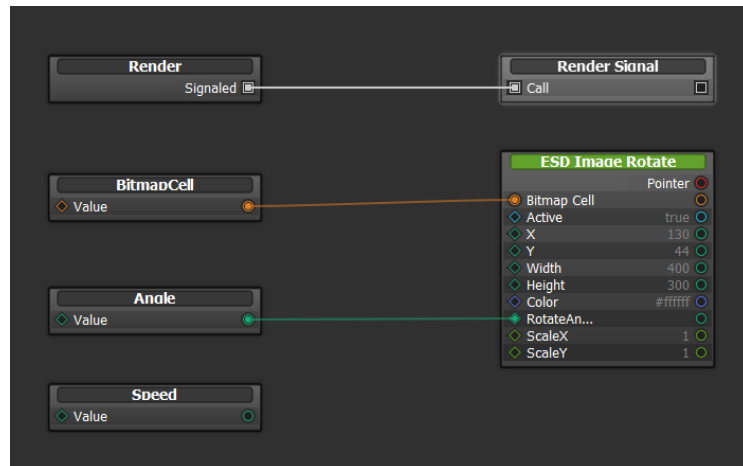 Render
Signaled
Render Signal
Call
BitmapCell
Value
ESD Image Rotate
Pointer
Bitmap Cell
Active true
X 130
Y 44
Width 400
Height 300
Color #ffffff
RotateAn...
ScaleX 1
ScaleY 1
Angle
Value
Speed
Value